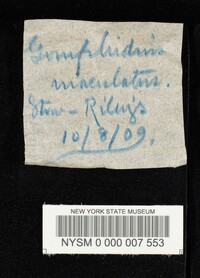 Gomphidius
maculatus.
Stow - Riley's
10/8/09.
NEW YORK STATE MUSEUM
NYSM 0 000 007 553